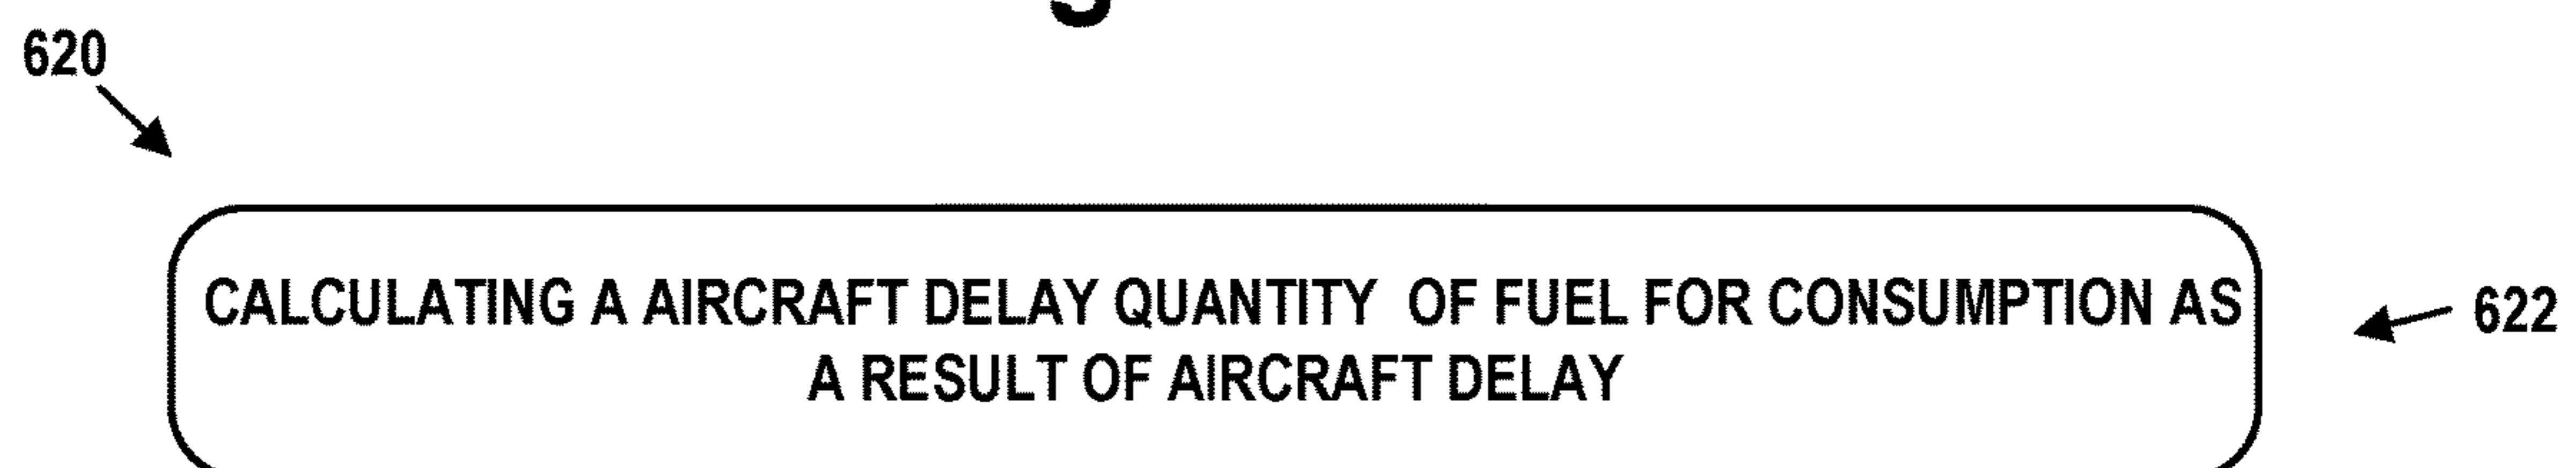 620
CALCULATING A AIRCRAFT DELAY QUANTITY OF FUEL FOR CONSUMPTION AS
A RESULT OF AIRCRAFT DELAY
622